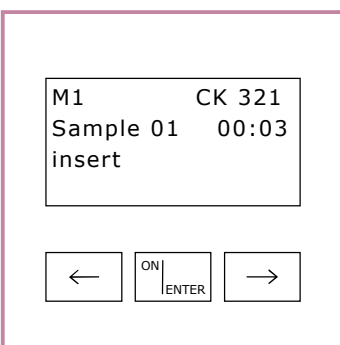 M1 CK 321
Sample 01 00:03
insert
← ON ENTER →